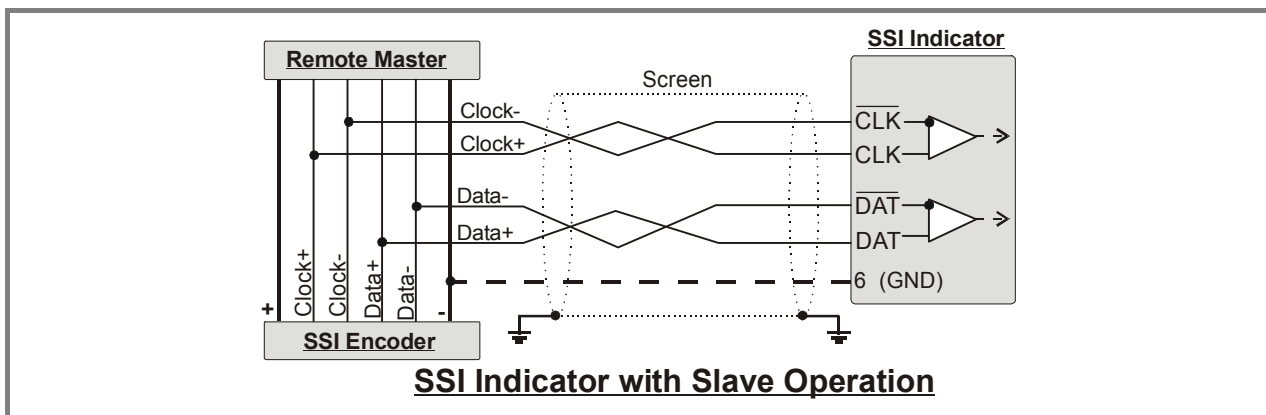 SSI Indicator
Remote Master
Screen
Clock-
Clock+
Data-
Data+
CLK
CLK
DAT
DAT
6 (GND)
+
Clock+
Clock-
Data+
Data-
-
SSI Encoder
SSI Indicator with Slave Operation